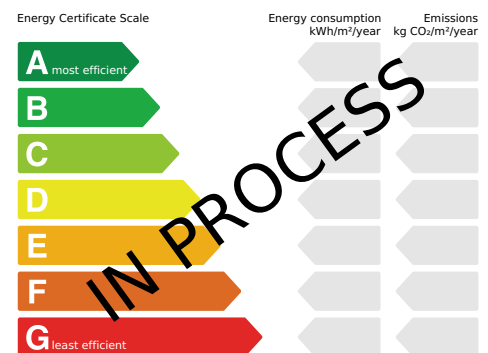 Energy Certificate Scale
Energy consumption
kWh/m²/year
Emissions
kg CO₂/m²/year
A most efficient
B
C
D
E
F
G least efficient
IN PROCESS